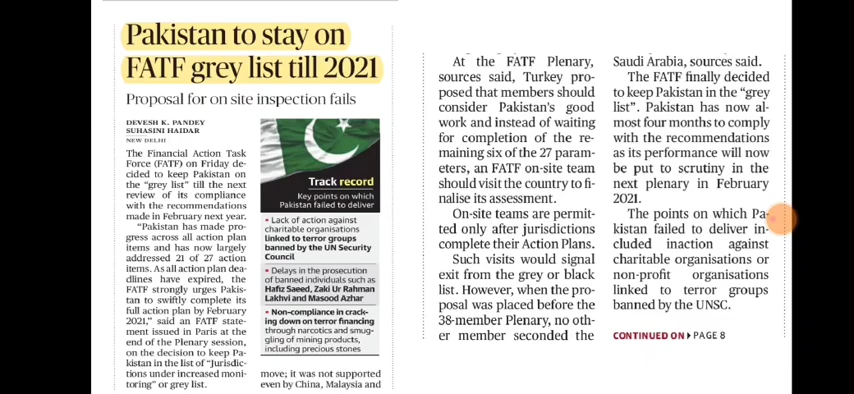 Pakistan to stay on
FATF grey list till 2021
Proposal for on site inspection fails
DEVESH K. PANDEY
SUHASINI HAIDAR
NEW DELHI
The Financial Action Task
Force (FATF) on Friday de-
cided to keep Pakistan on
the “grey list” till the next
review of its compliance
with the recommendations
made in February next year.
“Pakistan has made pro-
gress across all action plan
items and has now largely
addressed 21 of 27 action
items. As all action plan dea-
dlines have expired, the
FATF strongly urges Pakis-
tan to swiftly complete its
full action plan by February
2021,” said an FATF state-
ment issued in Paris at the
end of the Plenary session,
on the decision to keep Pa-
kistan in the list of “Jurisdic-
tions under increased moni-
toring” or grey list.
Track record
Key points on which
Pakistan failed to deliver
• Lack of action against
charitable organisations
linked to terror groups
banned by the UN Security
Council
• Delays in the prosecution
of banned individuals such as
Hafiz Saeed, Zaki Ur Rahman
Lakhvi and Masood Azhar
• Non-compliance in crack-
ing down on terror financing
through narcotics and smug-
gling of mining products,
including precious stones
At the FATF Plenary,
sources said, Turkey pro-
posed that members should
consider Pakistan's good
work and instead of waiting
for completion of the re-
maining six of the 27 param-
eters, an FATF on-site team
should visit the country to fi-
nalise its assessment.
On-site teams are permit-
ted only after jurisdictions
complete their Action Plans.
Such visits would signal
exit from the grey or black
list. However, when the pro-
posal was placed before the
38-member Plenary, no oth-
er member seconded the
move; it was not supported
even by China, Malaysia and
Saudi Arabia, sources said.
The FATF finally decided
to keep Pakistan in the “grey
list”. Pakistan has now al-
most four months to comply
with the recommendations
as its performance will now
be put to scrutiny in the
next plenary in February
2021.
The points on which Pa-
kistan failed to deliver in-
cluded inaction against
charitable organisations or
non-profit organisations
linked to terror groups
banned by the UNSC.
CONTINUED ON PAGE 8